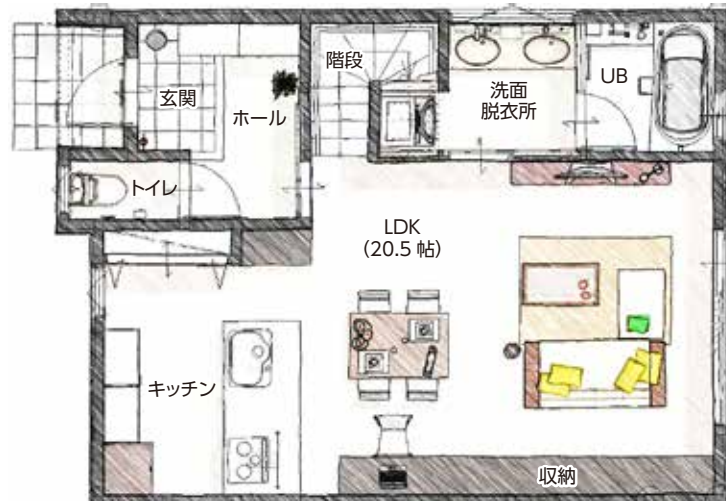 階段
玄関
ホール
洗面
脱衣所
UB
トイレ
LDK
(20.5 帖)
キッチン
収納